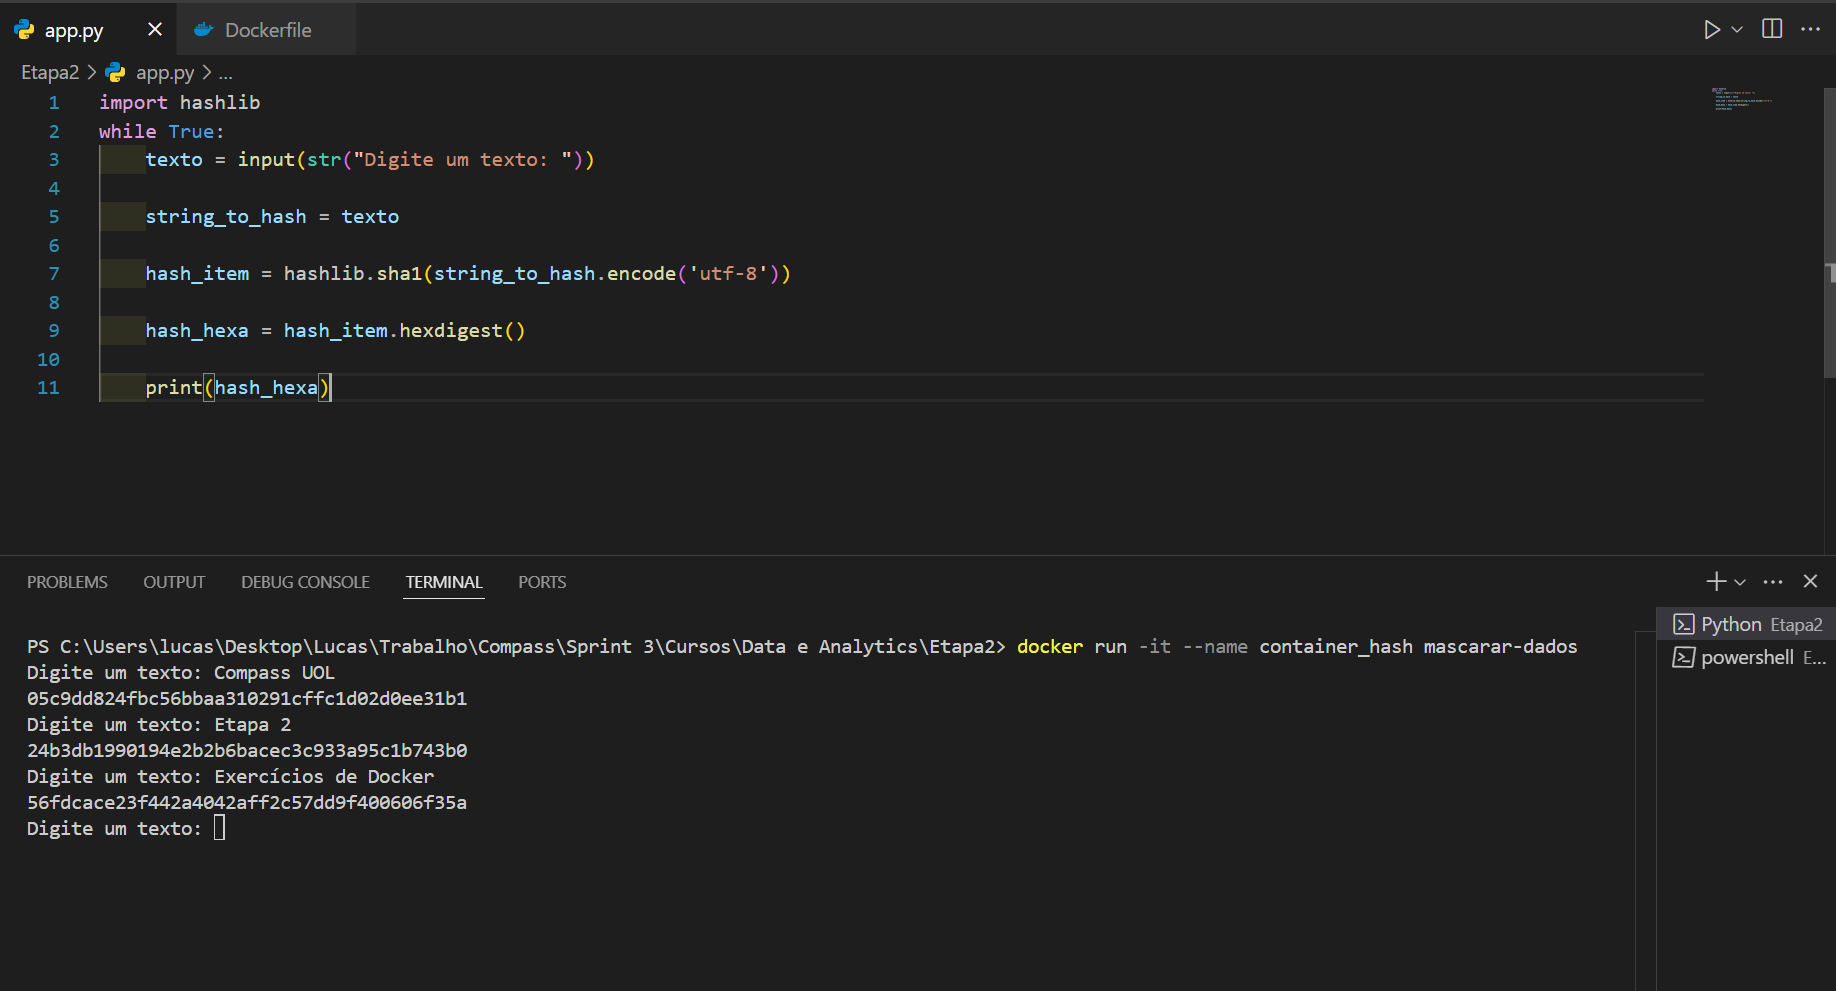 app.py
Dockerfile
Etapa2 > app.py > ...
1 import hashlib
2 while True:
3 texto = input(str("Digite um texto: "))
4
5 string_to_hash = texto
6
7 hash_item = hashlib.sha1(string_to_hash.encode('utf-8'))
8
9 hash_hexa = hash_item.hexdigest()
10
11 print(hash_hexa)
PROBLEMS OUTPUT DEBUG CONSOLE TERMINAL PORTS
PS C:\Users\lucas\Desktop\Lucas\Trabalho\Compass\Sprint 3\Cursos\Data e Analytics\Etapa2> docker run -it --name container_hash mascarar-dados
Digite um texto: Compass UOL
05c9dd824fbc56bbaa310291cffc1d02d0ee31b1
Digite um texto: Etapa 2
24b3db1990194e2b2b6bacec3c933a95c1b743b0
Digite um texto: Exercícios de Docker
56fdcace23f442a4042aff2c57dd9f400606f35a
Digite um texto:
Python Etapa2
powershell E...